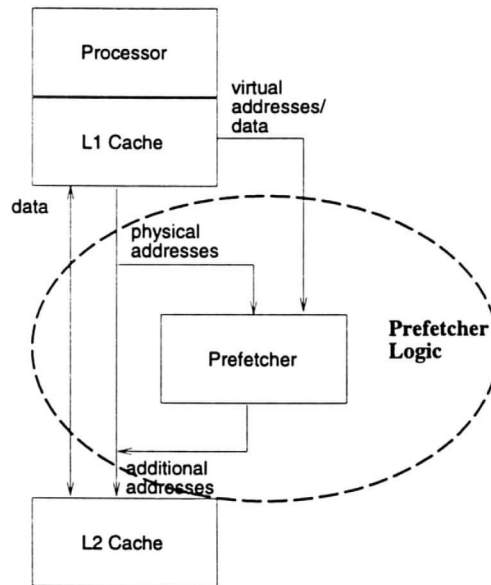 Processor
virtual
addresses/
data
L1 Cache
data
physical
addresses
Prefetcher
Logic
Prefetcher
additional
addresses
L2 Cache